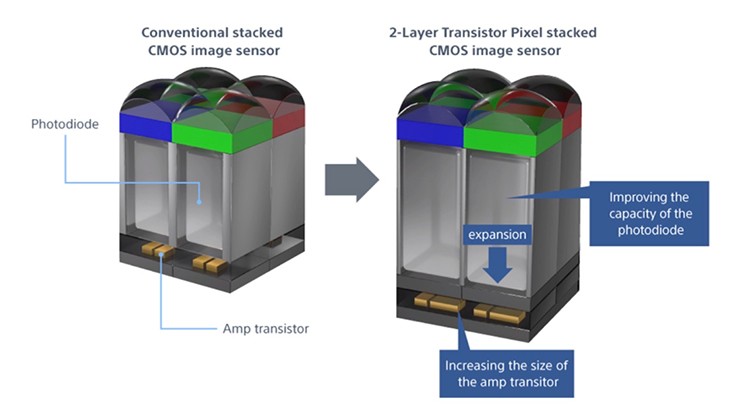 Conventional stacked
CMOS image sensor
2-Layer Transistor Pixel stacked
CMOS image sensor
Photodiode
Amp transistor
expansion
Improving the
capacity of the
photodiode
Increasing the size of
the amp transitor